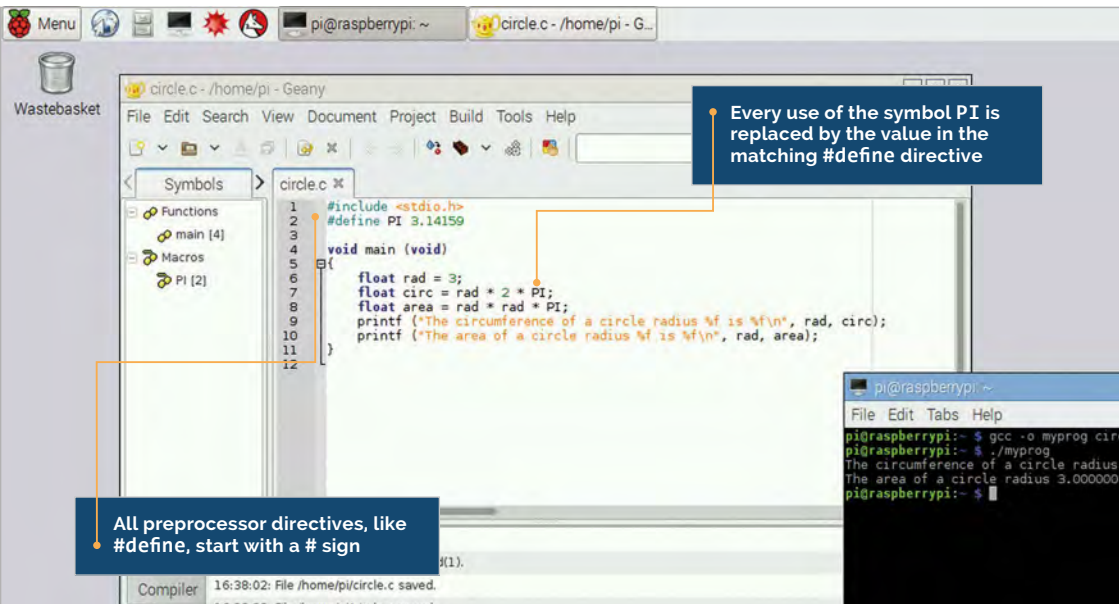 Menu
pi@raspberrypi: ~
circle.c - /home/pi - G...
Wastebasket
circle.c - /home/pi - Geany
File Edit Search View Document Project Build Tools Help
Every use of the symbol PI is
replaced by the value in the
matching #define directive
Symbols
circle.c
Functions
main [4]
Macros
PI [2]
1 #include <stdio.h>
2 #define PI 3.14159
3
4 void main (void)
5 {
6 float rad = 3;
7 float circ = rad * 2 * PI;
8 float area = rad * rad * PI;
9 printf ("The circumference of a circle radius %f is %f\n", rad, circ);
10 printf ("The area of a circle radius %f is %f\n", rad, area);
11 }
12
pi@raspberrypi: ~
File Edit Tabs Help
pi@raspberrypi:~ $ gcc -o myprog cir
pi@raspberrypi:~ $ ./myprog
The circumference of a circle radius
The area of a circle radius 3.000000
pi@raspberrypi:~ $
All preprocessor directives, like
#define, start with a # sign
d(1).
Compiler
16:38:02: File /home/pi/circle.c saved.